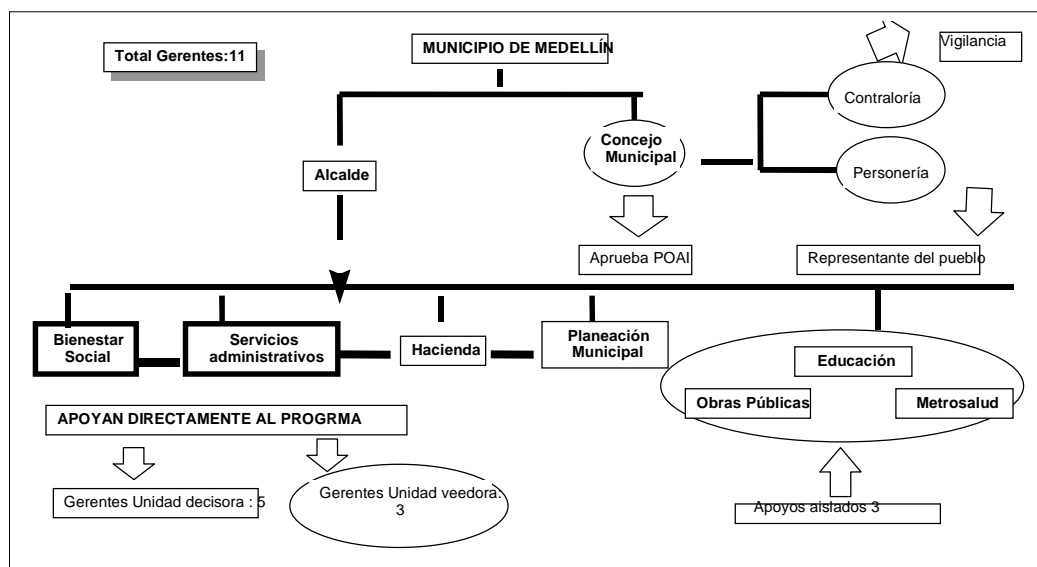 Total Gerentes:11
MUNICIPIO DE MEDELLÍN
Vigilancia
Contraloría
Concejo
Municipal
Alcalde
Personería
Aprueba POAI
Representante del pueblo
Bienestar
Social
Servicios
administrativos
Hacienda
Planeación
Municipal
Educación
Obras Públicas
Metrosalud
APOYAN DIRECTAMENTE AL PROGRMA
Gerentes Unidad decisora : 5
Gerentes Unidad veedora:
3
Apoyos aislados 3